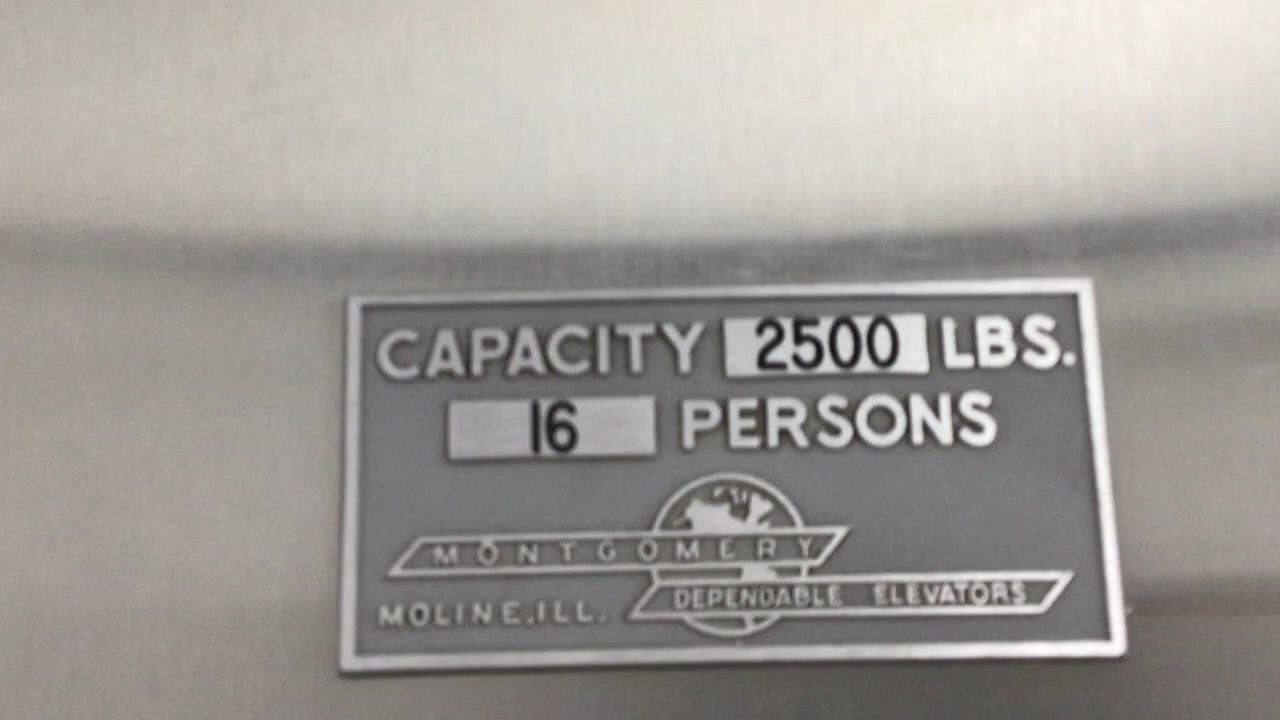 CAPACITY 2500 LBS.
16 PERSONS
MONTGOMERY
DEPENDABLE ELEVATORS
MOLINE, ILL.